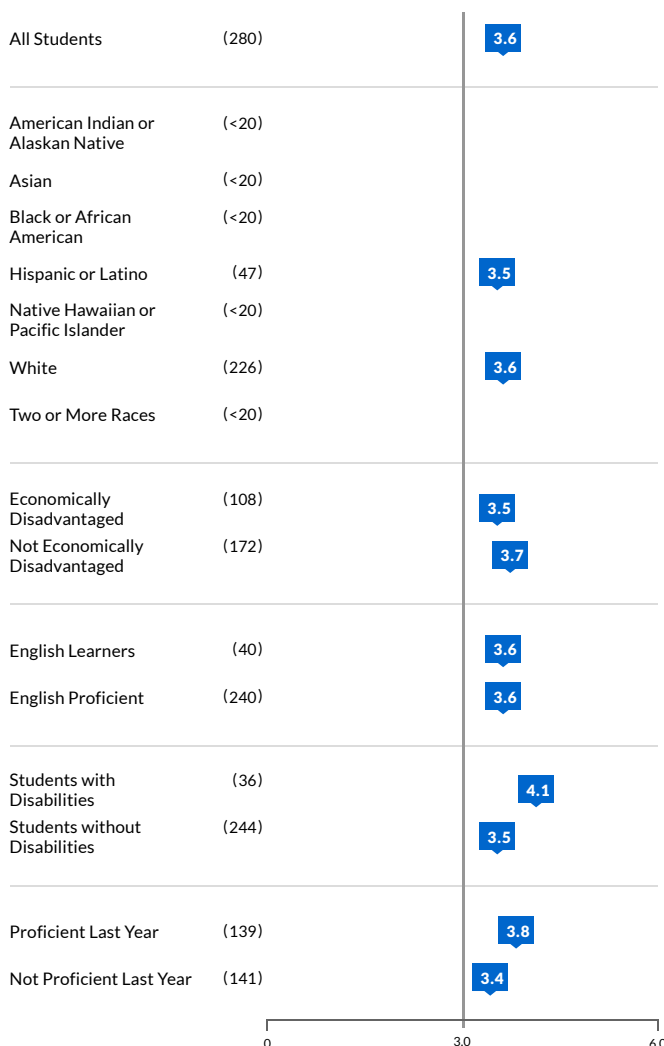 All Students (280) 3.6
American Indian or (<20)
Alaskan Native
Asian (<20)
Black or African (<20)
American
Hispanic or Latino (47) 3.5
Native Hawaiian or (<20)
Pacific Islander
White (226) 3.6
Two or More Races (<20)
Economically (108) 3.5
Disadvantaged
Not Economically (172) 3.7
Disadvantaged
English Learners (40) 3.6
English Proficient (240) 3.6
Students with (36) 4.1
Disabilities
Students without (244) 3.5
Disabilities
Proficient Last Year (139) 3.8
Not Proficient Last Year (141) 3.4
0 3.0 6.0